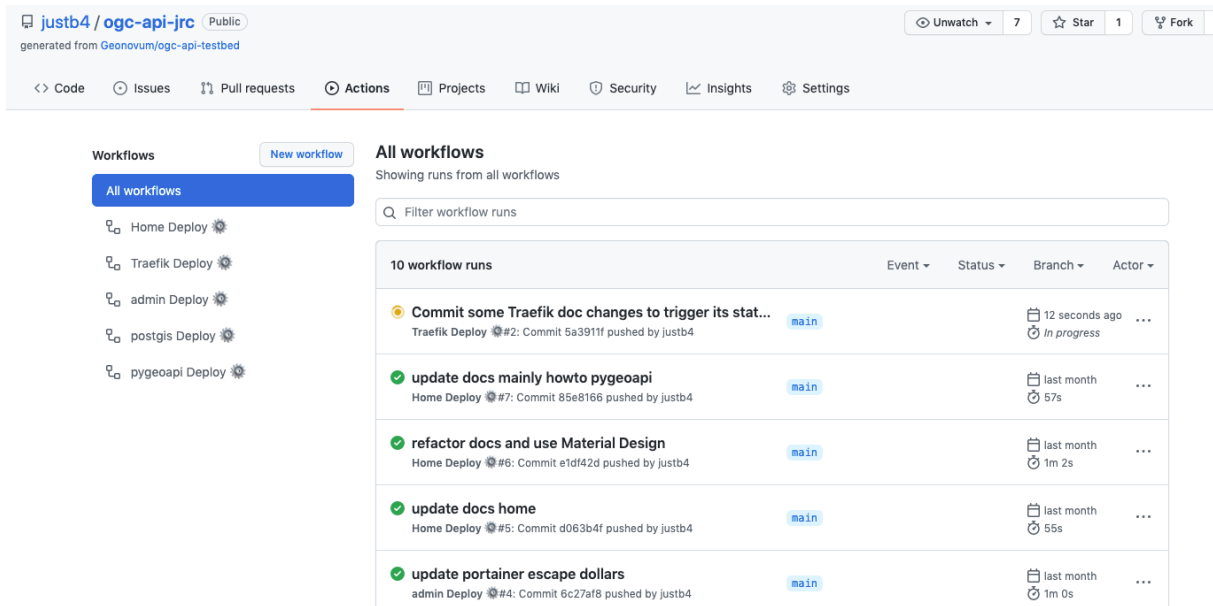 justb4 / ogc-api-jrc Public
Unwatch 7 Star 1 Fork
generated from Geonovum/ogc-api-testbed
Code Issues Pull requests Actions Projects Wiki Security Insights Settings
Workflows New workflow
All workflows
Home Deploy
Traefik Deploy
admin Deploy
postgis Deploy
pygeoapi Deploy
All workflows
Showing runs from all workflows
Filter workflow runs
10 workflow runs Event Status Branch Actor
Commit some Traefik doc changes to trigger its stat... main 12 seconds ago ...
Traefik Deploy #2: Commit 5a3911f pushed by justb4 In progress
update docs mainly howto pygeoapi main last month ...
Home Deploy #7: Commit 85e8166 pushed by justb4 57s
refactor docs and use Material Design main last month ...
Home Deploy #6: Commit e1df42d pushed by justb4 1m 2s
update docs home main last month ...
Home Deploy #5: Commit d063b4f pushed by justb4 55s
update portainer escape dollars main last month ...
admin Deploy #4: Commit 6c27af8 pushed by justb4 1m 0s